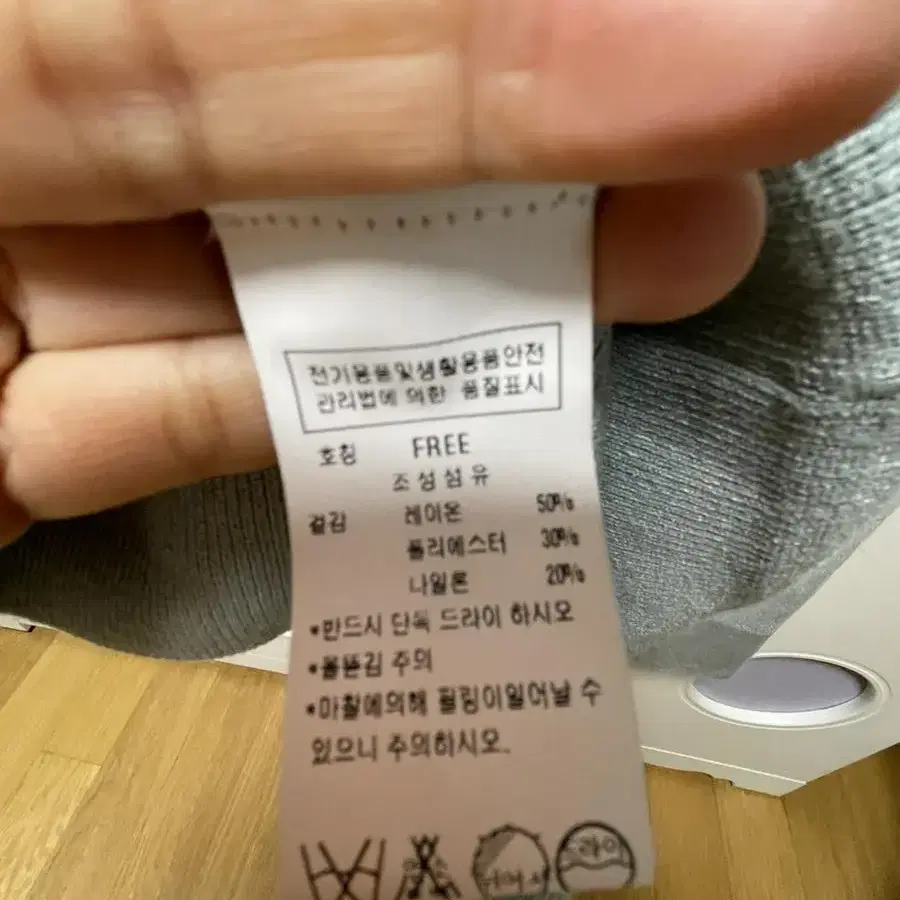 전기용품및생활용품안전
관리법에 의한 품질표시
호칭 FREE
조성섬유
겉감 레이온 50%
폴리에스터 30%
나일론 20%
*반드시 단독 드라이 하시오
*올뜯김 주의
*마찰에의해 필링이일어날 수
있으니 주의하시오.
드라이